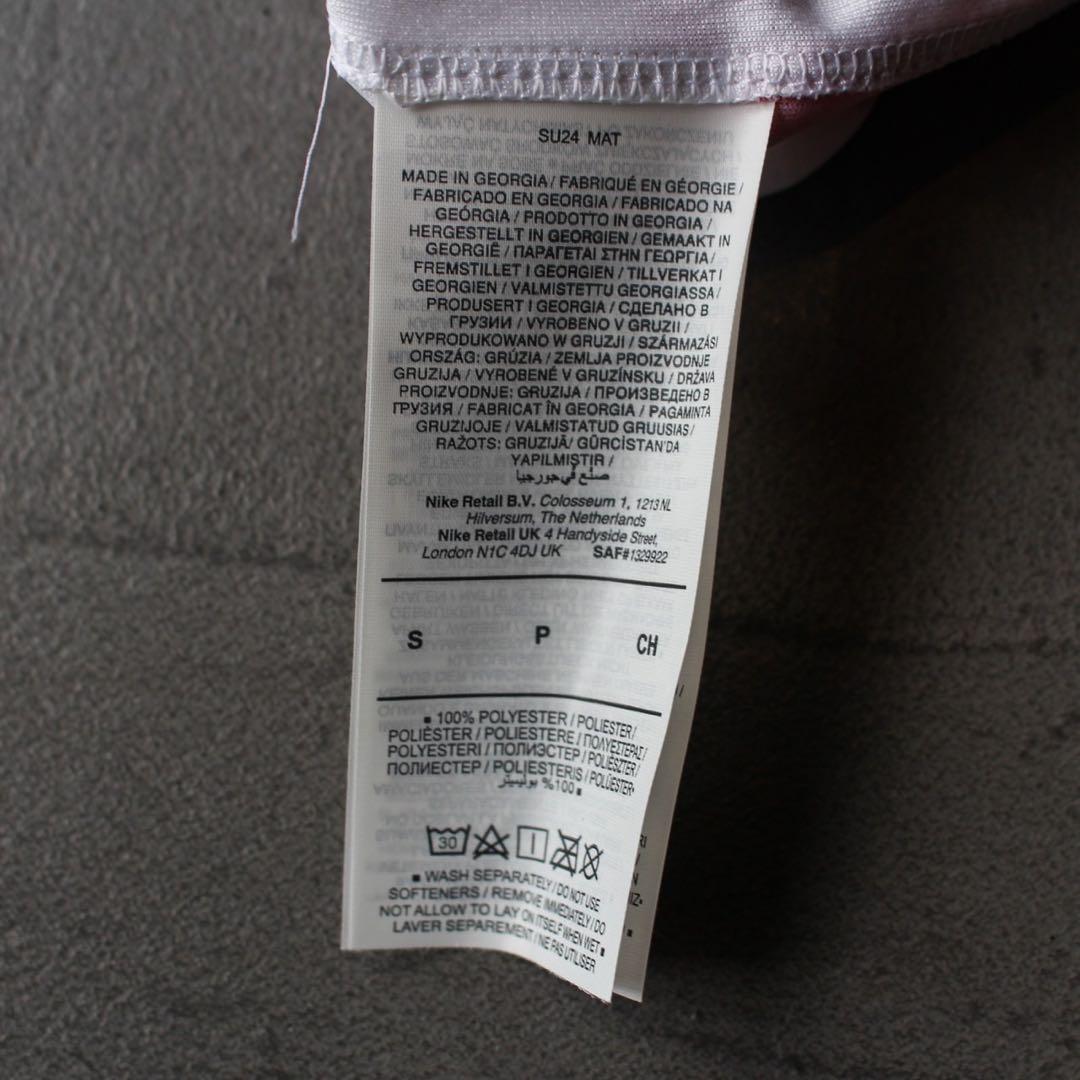 SU24 MAT
MADE IN GEORGIA / FABRIQUÉ EN GÉORGIE /
FABRICADO EN GEORGIA / FABRICADO NA
GEÓRGIA / PRODOTTO IN GEORGIA /
HERGESTELLT IN GEORGIEN / GEMAAKT IN
GEORGIË / ΠΑΡΑΓΕΤΑΙ ΣΤΗΝ ΓΕΩΡΓΙΑ /
FREMSTILLET I GEORGIEN / TILLVERKAT I
GEORGIEN / VALMISTETTU GEORGIASSA /
PRODUSERT I GEORGIA / СДЕЛАНО В
ГРУЗИИ / VYROBENO V GRUZII /
WYPRODUKOWANO W GRUZJI / SZÁRMAZÁSI
ORSZÁG: GRÚZIA / ZEMLJA PROIZVODNJE
GRUZIJA / VYROBENÉ V GRUZÍNSKU / DRŽAVA
PROIZVODNJE: GRUZIJA / ПРОИЗВЕДЕНО В
ГРУЗИЯ / FABRICAT ÎN GEORGIA / PAGAMINTA
GRUZIJOJE / VALMISTATUD GRUUSIAS /
RAŽOTS: GRUZIJĀ / GÜRCİSTAN'DA
YAPILMIŞTIR /
صنع في جورجيا
Nike Retail B.V. Colosseum 1, 1213 NL
Hilversum, The Netherlands
Nike Retail UK 4 Handyside Street,
London N1C 4DJ UK SAF#1329922
S P CH
▪ 100% POLYESTER / POLIESTER /
POLIÉSTER / POLIESTERE / ΠΟΛΥΕΣΤΕΡΑΣ /
POLYESTERI / ПОЛИЭСТЕР / POLIÉSZTER /
ПОЛИЕСТЕР / POLIESTERIS / POLÜESTER▪
100% بوليستر ▪
30
▪ WASH SEPARATELY / DO NOT USE
SOFTENERS / REMOVE IMMEDIATELY / DO
NOT ALLOW TO LAY ON ITSELF WHEN WET ▪
LAVER SEPAREMENT / NE PAS UTILISER